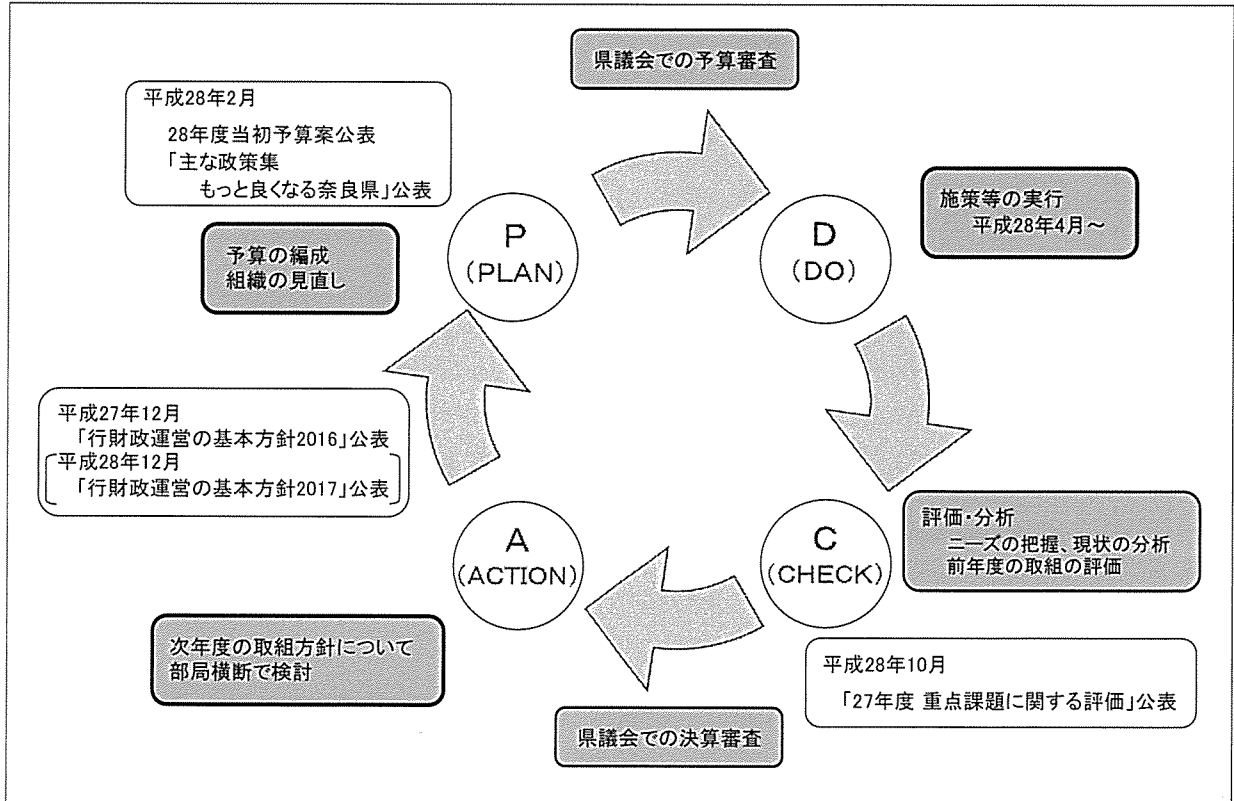 県議会での予算審査
平成28年2月
28年度当初予算案公表
「主な政策集
もっと良くなる奈良県」公表
P
(PLAN)
予算の編成
組織の見直し
D
(DO)
施策等の実行
平成28年4月～
平成27年12月
「行財政運営の基本方針2016」公表
平成28年12月
「行財政運営の基本方針2017」公表
A
(ACTION)
C
(CHECK)
評価・分析
ニーズの把握、現状の分析
前年度の取組の評価
次年度の取組方針について
部局横断で検討
平成28年10月
「27年度 重点課題に関する評価」公表
県議会での決算審査